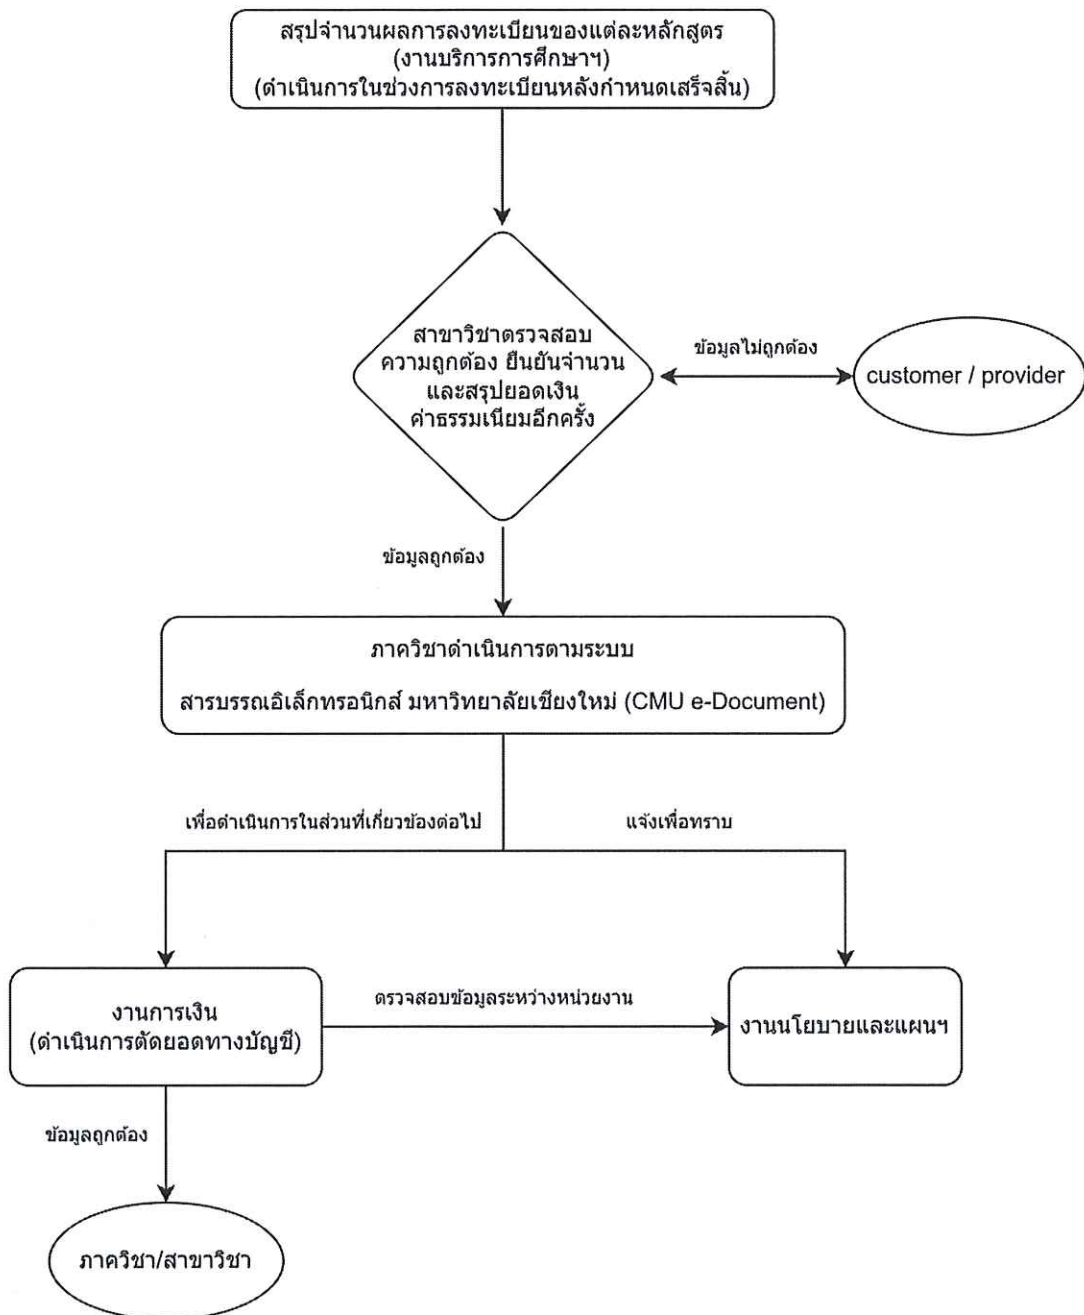 สรุปจำนวนผลการลงทะเบียนของแต่ละหลักสูตร
(งานบริการการศึกษาฯ)
(ดำเนินการในช่วงการลงทะเบียนหลังกำหนดเสร็จสิ้น)
สาขาวิชาตรวจสอบ
ความถูกต้อง ยืนยันจำนวน
และสรุปยอดเงิน
ค่าธรรมเนียมอีกครั้ง
ข้อมูลไม่ถูกต้อง
customer / provider
ข้อมูลถูกต้อง
ภาควิชาดำเนินการตามระบบ
สารบรรณอิเล็กทรอนิกส์ มหาวิทยาลัยเชียงใหม่ (CMU e-Document)
เพื่อดำเนินการในส่วนที่เกี่ยวข้องต่อไป
แจ้งเพื่อทราบ
งานการเงิน
(ดำเนินการตัดยอดทางบัญชี)
ตรวจสอบข้อมูลระหว่างหน่วยงาน
งานนโยบายและแผนฯ
ข้อมูลถูกต้อง
ภาควิชา/สาขาวิชา